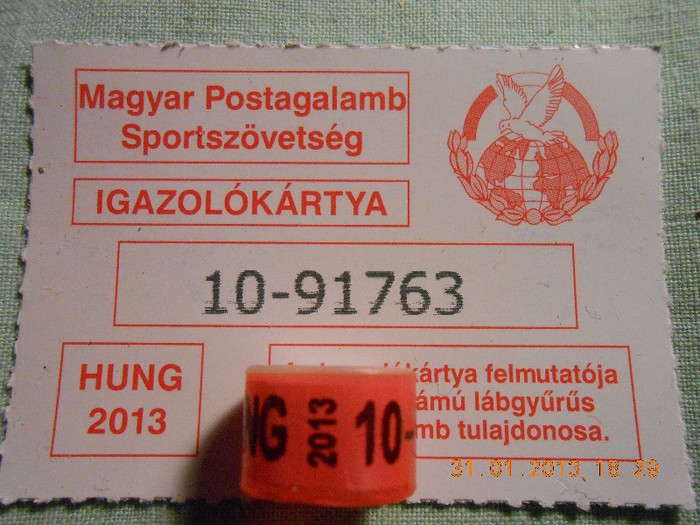 Magyar Postagalamb
Sportszövetség
IGAZOLÓKÁRTYA
10-91763
HUNG
2013
felmutatója
lábgyűrűs
tulajdonosa.
NG 2013 10-
31.01.2013 18:29